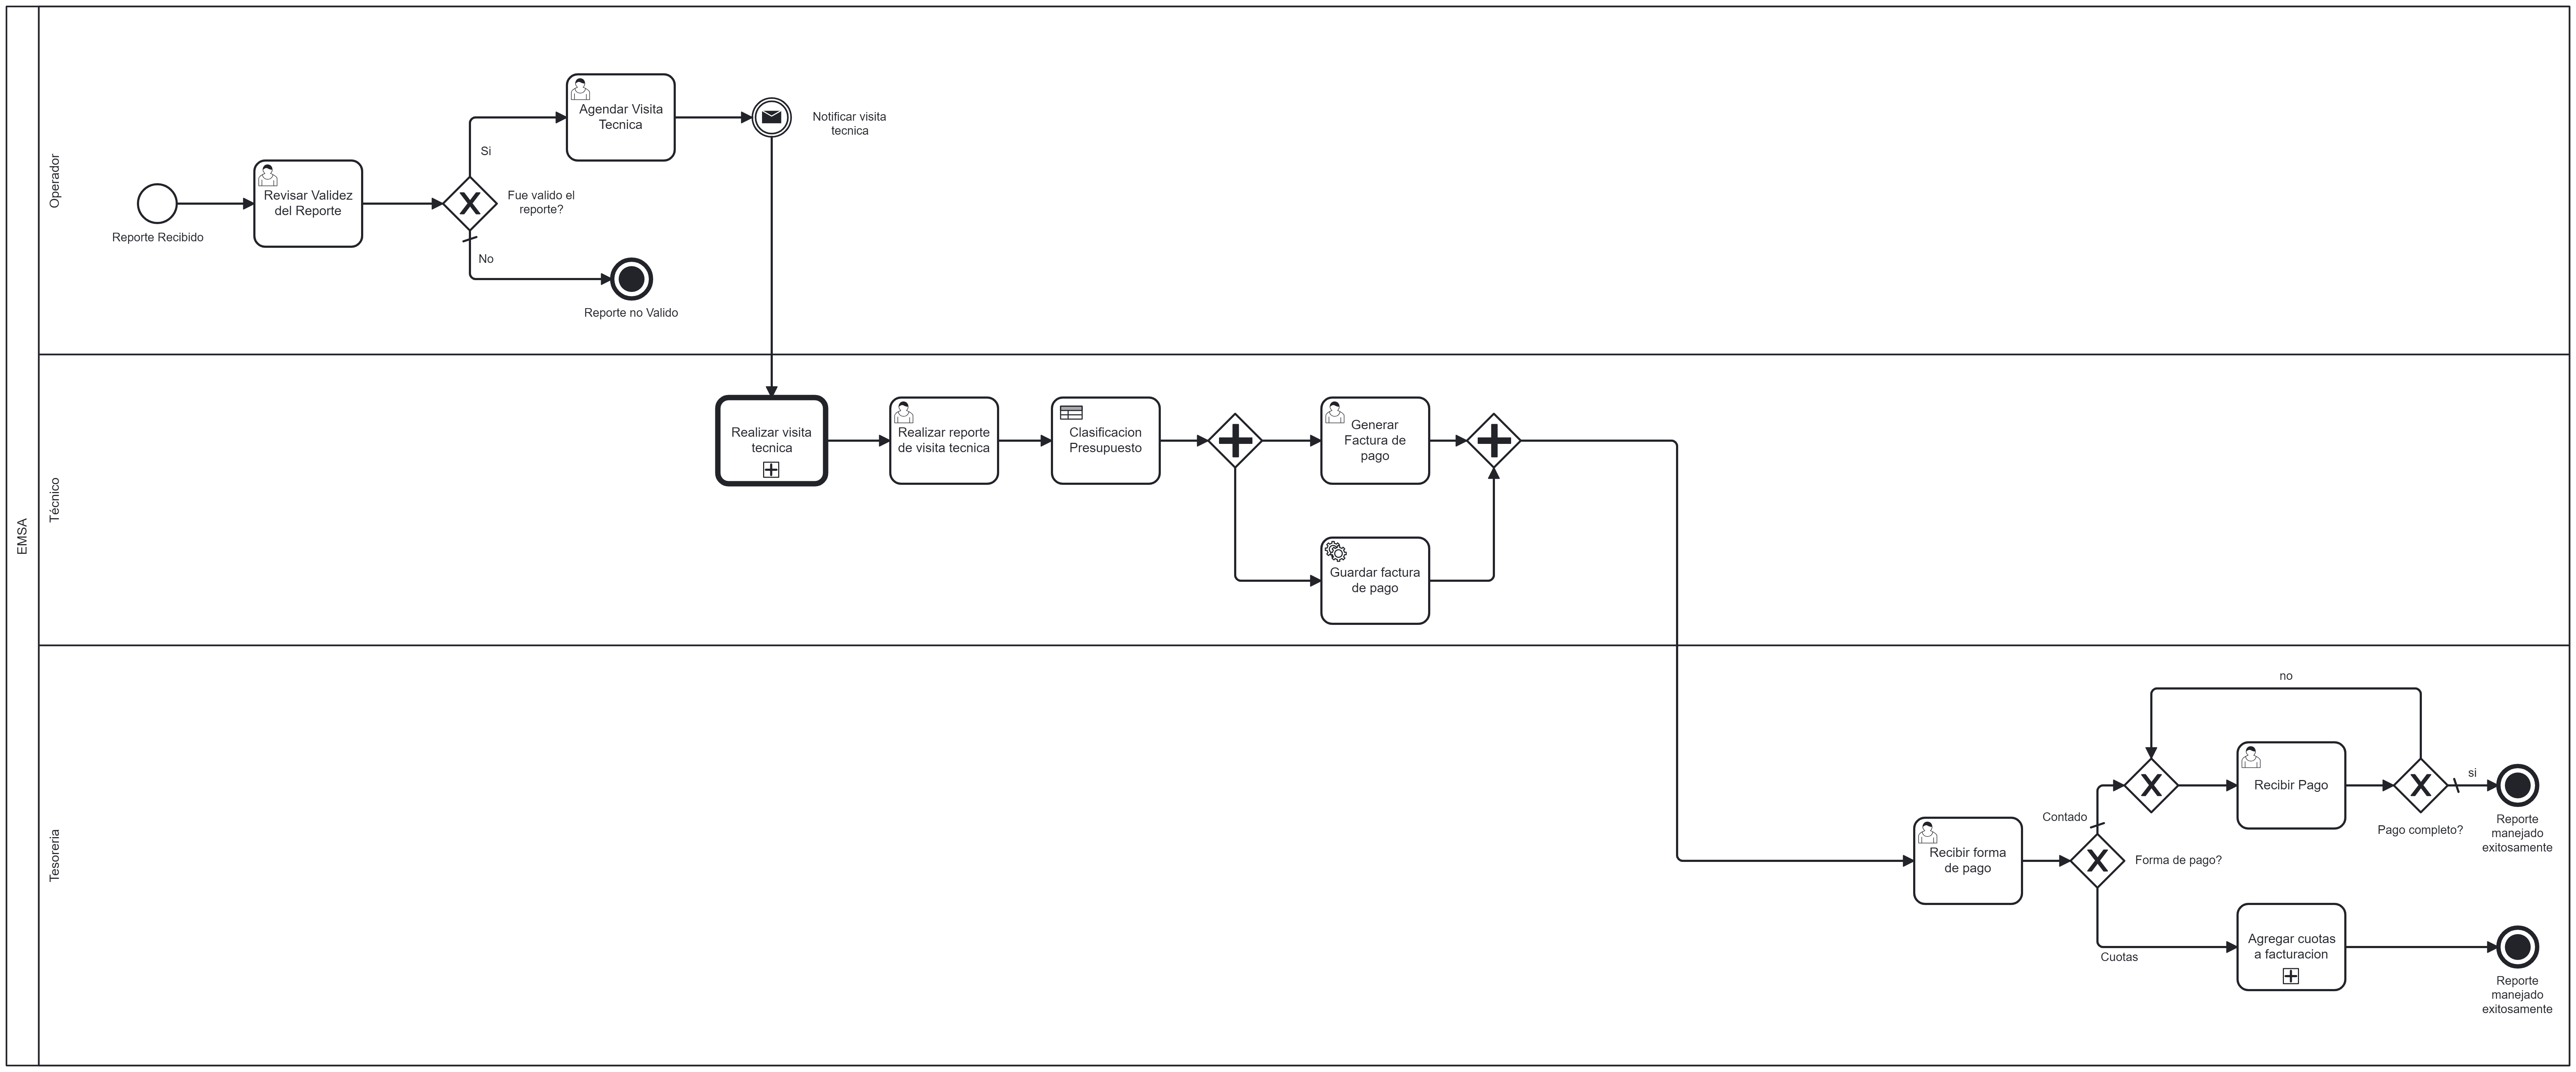 EMSA
Operador
Reporte Recibido
Revisar Validez
del Reporte
Si
Fue valido el
reporte?
No
Agendar Visita
Tecnica
Notificar visita
tecnica
Reporte no Valido
Técnico
Realizar visita
tecnica
Realizar reporte
de visita tecnica
Clasificacion
Presupuesto
Generar
Factura de
pago
Guardar factura
de pago
Tesoreria
Recibir forma
de pago
Contado
Forma de pago?
Cuotas
no
Recibir Pago
Pago completo?
si
Reporte
manejado
exitosamente
Agregar cuotas
a facturacion
Reporte
manejado
exitosamente